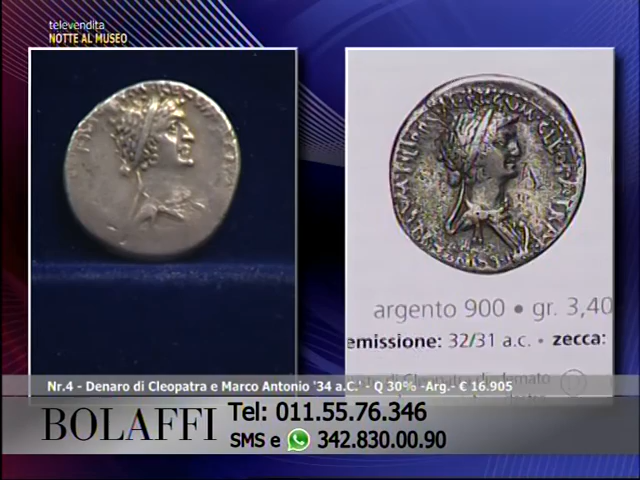 televendita
NOTTE AL MUSEO
argento 900 • gr. 3,40
emissione: 32/31 a.c. • zecca:
Nr.4 - Denaro di Cleopatra e Marco Antonio '34 a.C.' - Q 30% -Arg.- € 16.905
BOLAFFI
Tel: 011.55.76.346
SMS e 342.830.00.90